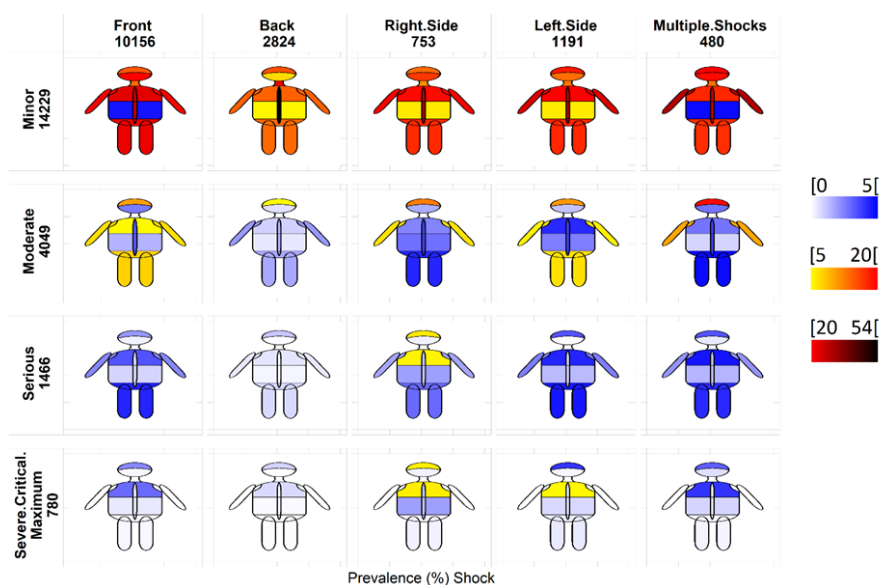 Front Back Right.Side Left.Side Multiple.Shocks
10156 2824 753 1191 480
Minor
14229
Moderate
4049
Serious
1466
Severe.Critical.
Maximum
780
[0 5[
[5 20[
[20 54[
Prevalence (%) Shock